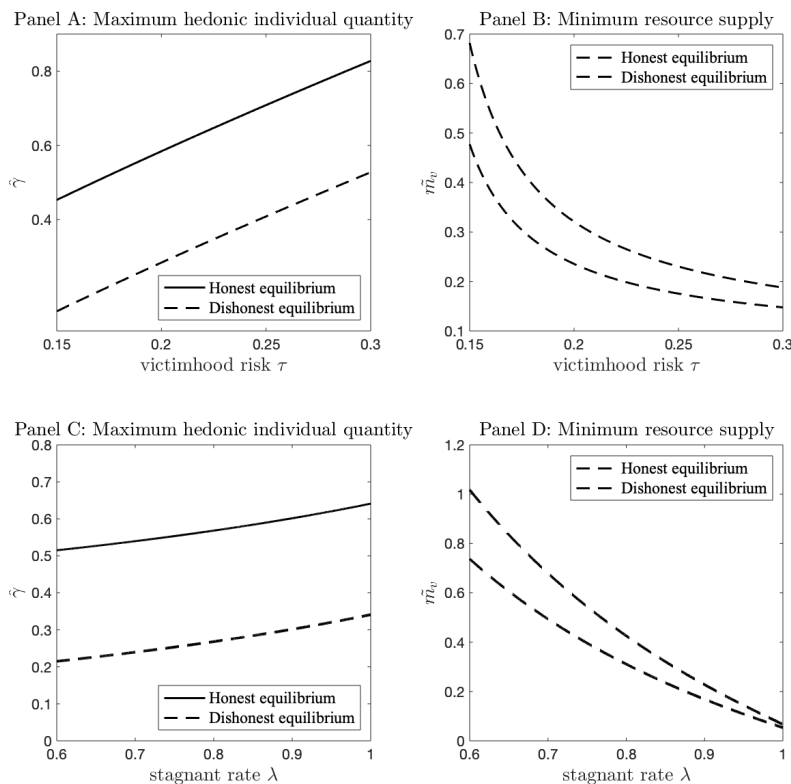 Panel A: Maximum hedonic individual quantity
0.8
0.6
0.4
γ̂
Honest equilibrium
Dishonest equilibrium
0.15
0.2
0.25
0.3
victimhood risk τ
Panel B: Minimum resource supply
0.7
0.6
0.5
0.4
0.3
0.2
0.1
m̃ᵥ
Honest equilibrium
Dishonest equilibrium
0.15
0.2
0.25
0.3
victimhood risk τ
Panel C: Maximum hedonic individual quantity
0.8
0.7
0.6
0.5
0.4
0.3
0.2
0.1
0
γ̂
Honest equilibrium
Dishonest equilibrium
0.6
0.7
0.8
0.9
1
stagnant rate λ
Panel D: Minimum resource supply
1.2
1
0.8
0.6
0.4
0.2
0
m̃ᵥ
Honest equilibrium
Dishonest equilibrium
0.6
0.7
0.8
0.9
1
stagnant rate λ